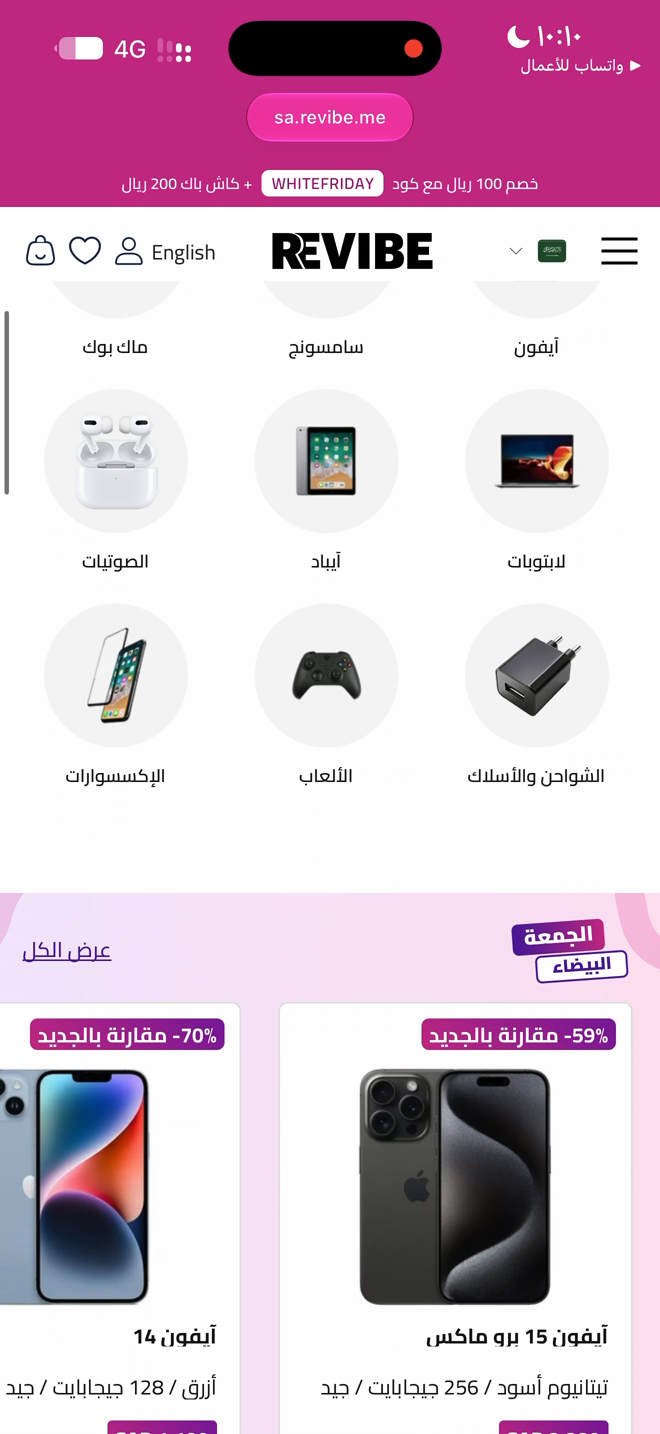 ١٠:١٠
4G
◀ واتساب للأعمال
sa.revibe.me
خصم 100 ريال مع كود WHITEFRIDAY + كاش باك 200 ريال
REVIBE
English
آيفون
سامسونج
ماك بوك
لابتوبات
آيباد
الصوتيات
الشواحن والأسلاك
الألعاب
الإكسسوارات
الجمعة
البيضاء
عرض الكل
-59% مقارنة بالجديد
-70% مقارنة بالجديد
آيفون 15 برو ماكس
آيفون 14
تيتانيوم أسود / 256 جيجابايت / جيد
أزرق / 128 جيجابايت / جيد